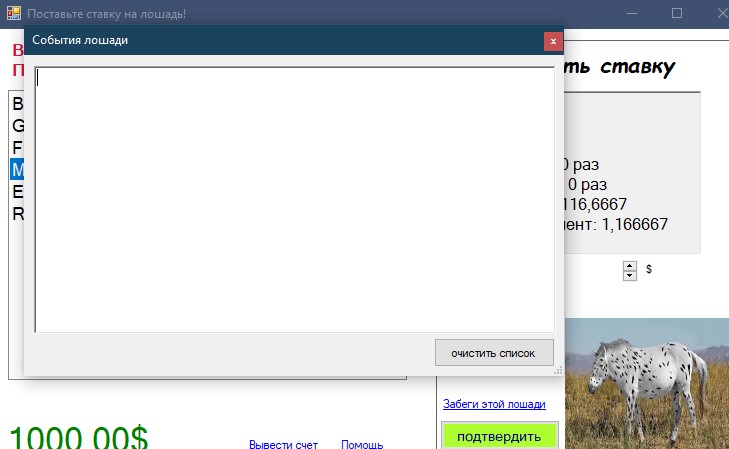 Поставьте ставку на лошадь!
События лошади
x
ть ставку
В
П
B
G
F
M
E
R
0 раз
0 раз
116,6667
ент: 1,166667
$
очистить список
Забеги этой лошади
подтвердить
1000,00$
Вывести счет Помощь